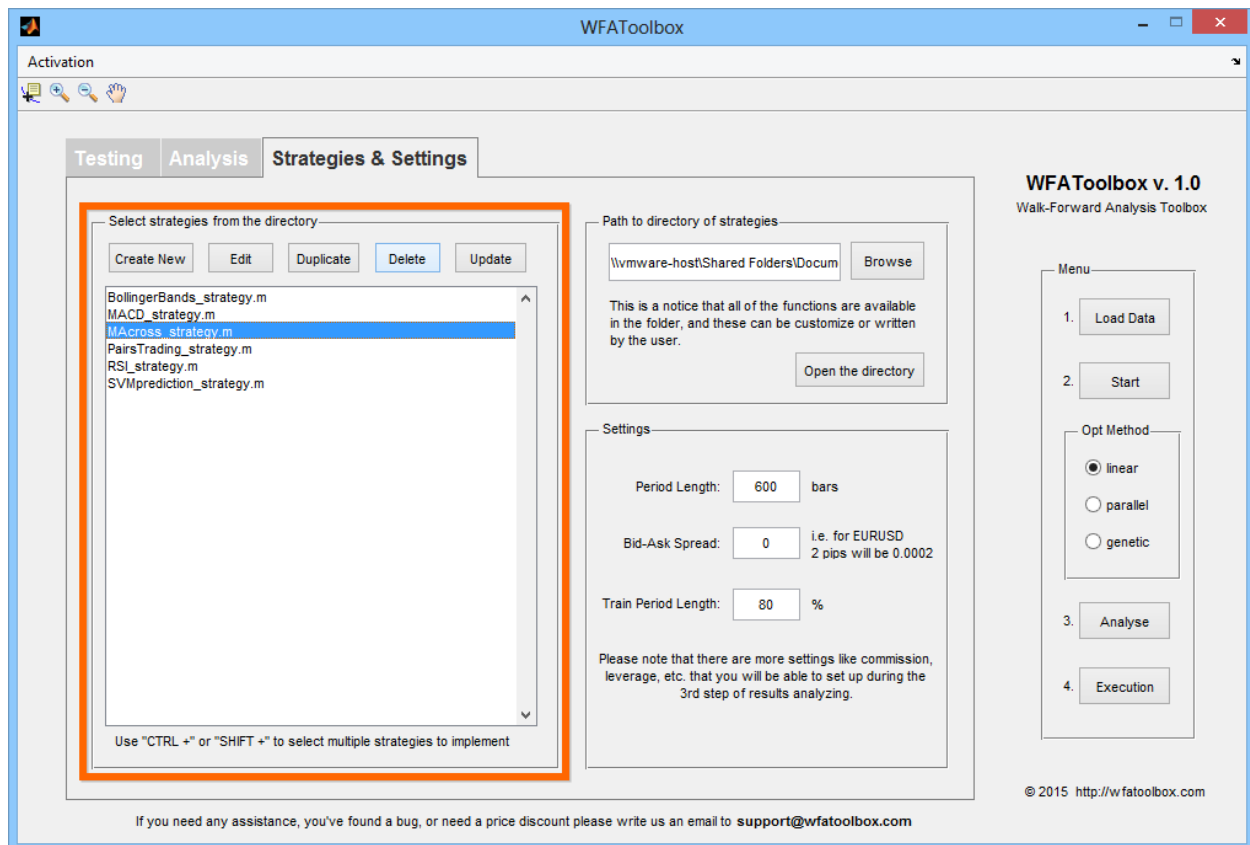 WFAToolbox
Activation
Testing
Analysis
Strategies & Settings
Select strategies from the directory
Create New
Edit
Duplicate
Delete
Update
BollingerBands_strategy.m
MACD_strategy.m
MAcross_strategy.m
PairsTrading_strategy.m
RSI_strategy.m
SVMprediction_strategy.m
Use "CTRL +" or "SHIFT +" to select multiple strategies to implement
Path to directory of strategies
\\vmware-host\Shared Folders\Docum
Browse
This is a notice that all of the functions are available
in the folder, and these can be customize or written
by the user.
Open the directory
Settings
Period Length: 600 bars
Bid-Ask Spread: 0 i.e. for EURUSD
2 pips will be 0.0002
Train Period Length: 80 %
Please note that there are more settings like commission,
leverage, etc. that you will be able to set up during the
3rd step of results analyzing.
WFAToolbox v. 1.0
Walk-Forward Analysis Toolbox
Menu
1. Load Data
2. Start
Opt Method
linear
parallel
genetic
3. Analyse
4. Execution
© 2015 http://wfatoolbox.com
If you need any assistance, you've found a bug, or need a price discount please write us an email to support@wfatoolbox.com